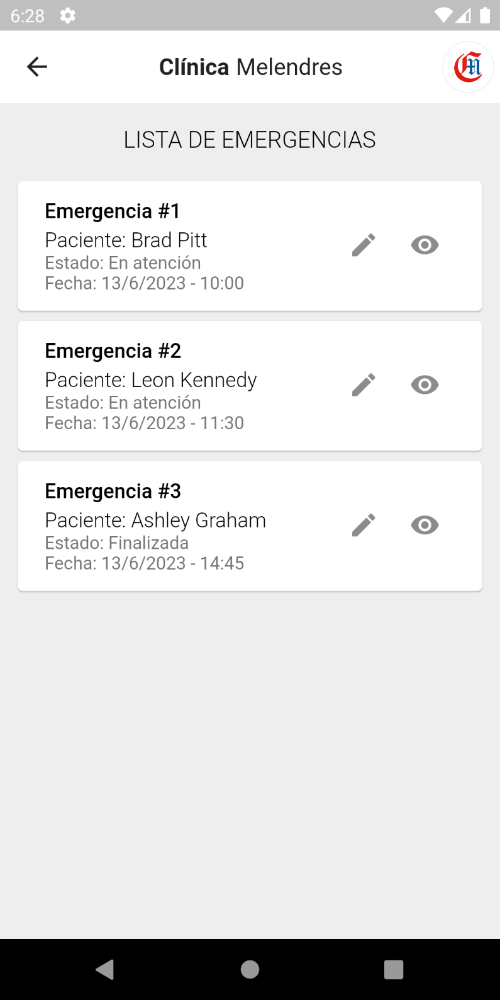 6:28
Clínica Melendres
LISTA DE EMERGENCIAS
Emergencia #1
Paciente: Brad Pitt
Estado: En atención
Fecha: 13/6/2023 - 10:00
Emergencia #2
Paciente: Leon Kennedy
Estado: En atención
Fecha: 13/6/2023 - 11:30
Emergencia #3
Paciente: Ashley Graham
Estado: Finalizada
Fecha: 13/6/2023 - 14:45